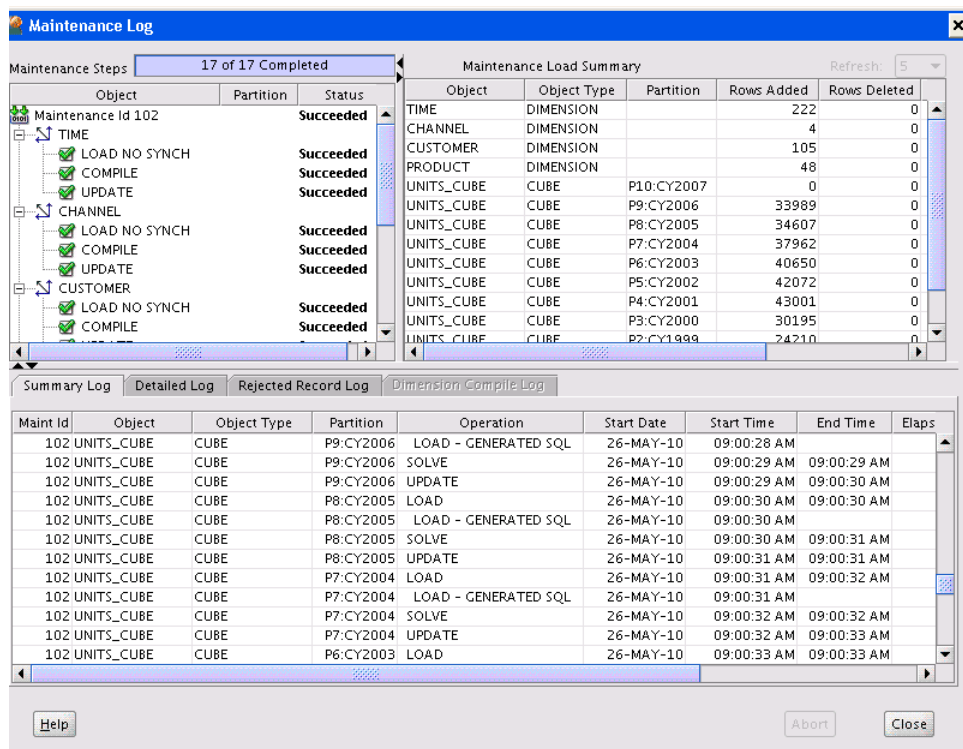 Maintenance Log
Maintenance Steps 17 of 17 Completed
Object Partition Status
Maintenance Id 102 Succeeded
TIME
LOAD NO SYNCH Succeeded
COMPILE Succeeded
UPDATE Succeeded
CHANNEL
LOAD NO SYNCH Succeeded
COMPILE Succeeded
UPDATE Succeeded
CUSTOMER
LOAD NO SYNCH Succeeded
COMPILE Succeeded
Maintenance Load Summary Refresh: 5
Object Object Type Partition Rows Added Rows Deleted
TIME DIMENSION 222 0
CHANNEL DIMENSION 4 0
CUSTOMER DIMENSION 105 0
PRODUCT DIMENSION 48 0
UNITS_CUBE CUBE P10:CY2007 0 0
UNITS_CUBE CUBE P9:CY2006 33989 0
UNITS_CUBE CUBE P8:CY2005 34607 0
UNITS_CUBE CUBE P7:CY2004 37962 0
UNITS_CUBE CUBE P6:CY2003 40650 0
UNITS_CUBE CUBE P5:CY2002 42072 0
UNITS_CUBE CUBE P4:CY2001 43001 0
UNITS_CUBE CUBE P3:CY2000 30195 0
UNITS_CUBE CUBE P2:CY1999 24210 0
Summary Log Detailed Log Rejected Record Log Dimension Compile Log
Maint Id Object Object Type Partition Operation Start Date Start Time End Time Elaps
102 UNITS_CUBE CUBE P9:CY2006 LOAD - GENERATED SQL 26-MAY-10 09:00:28 AM
102 UNITS_CUBE CUBE P9:CY2006 SOLVE 26-MAY-10 09:00:29 AM 09:00:29 AM
102 UNITS_CUBE CUBE P9:CY2006 UPDATE 26-MAY-10 09:00:29 AM 09:00:30 AM
102 UNITS_CUBE CUBE P8:CY2005 LOAD 26-MAY-10 09:00:30 AM 09:00:30 AM
102 UNITS_CUBE CUBE P8:CY2005 LOAD - GENERATED SQL 26-MAY-10 09:00:30 AM
102 UNITS_CUBE CUBE P8:CY2005 SOLVE 26-MAY-10 09:00:30 AM 09:00:31 AM
102 UNITS_CUBE CUBE P8:CY2005 UPDATE 26-MAY-10 09:00:31 AM 09:00:31 AM
102 UNITS_CUBE CUBE P7:CY2004 LOAD 26-MAY-10 09:00:31 AM 09:00:32 AM
102 UNITS_CUBE CUBE P7:CY2004 LOAD - GENERATED SQL 26-MAY-10 09:00:31 AM
102 UNITS_CUBE CUBE P7:CY2004 SOLVE 26-MAY-10 09:00:32 AM 09:00:32 AM
102 UNITS_CUBE CUBE P7:CY2004 UPDATE 26-MAY-10 09:00:32 AM 09:00:33 AM
102 UNITS_CUBE CUBE P6:CY2003 LOAD 26-MAY-10 09:00:33 AM 09:00:33 AM
Help Abort Close